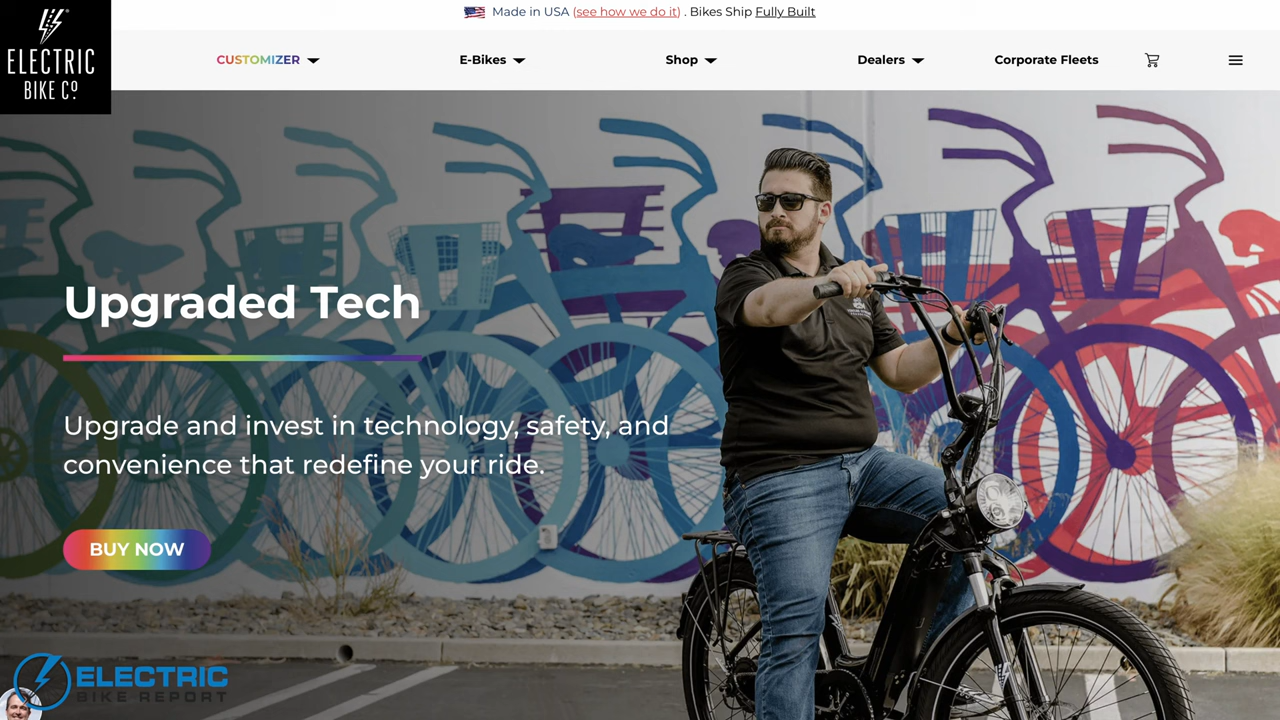 Made in USA (see how we do it) . Bikes Ship Fully Built
ELECTRIC
BIKE Cº
CUSTOMIZER
E-Bikes
Shop
Dealers
Corporate Fleets
Upgraded Tech
Upgrade and invest in technology, safety, and
convenience that redefine your ride.
BUY NOW
ELECTRIC
BIKE REPORT